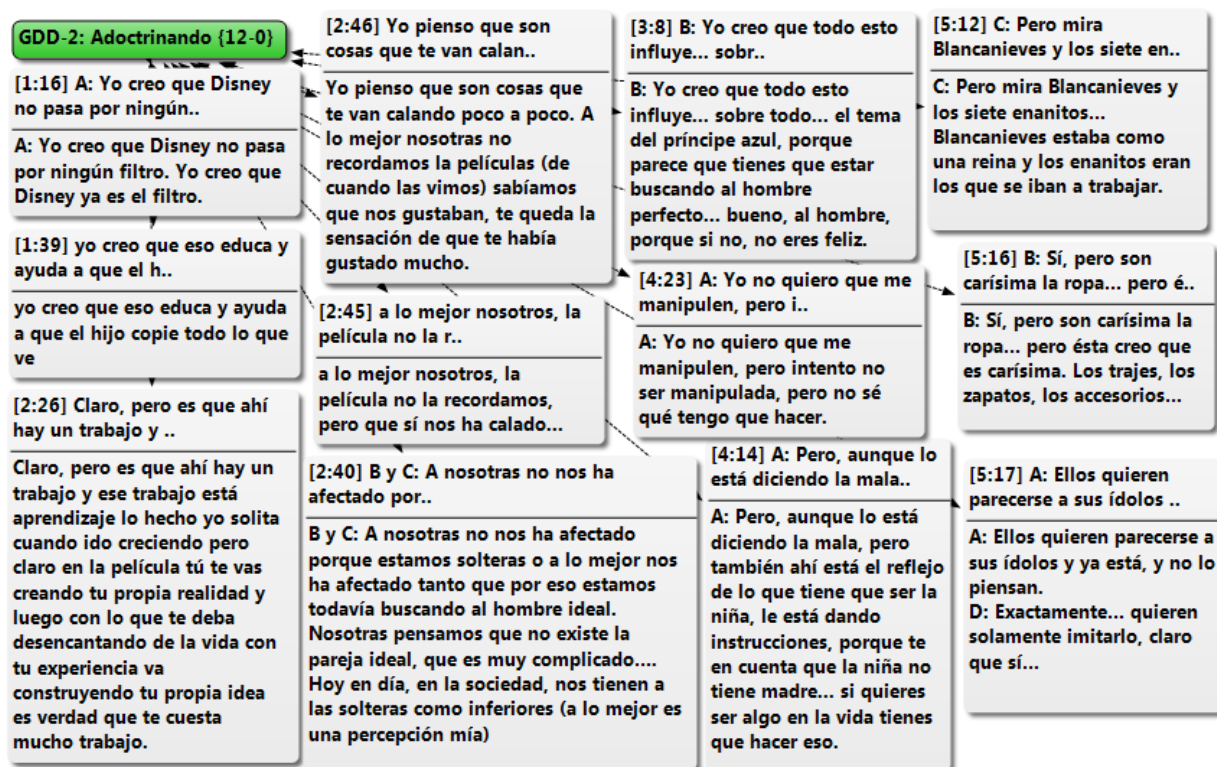 GDD-2: Adoctrinando {12-0}
[1:16] A: Yo creo que Disney
no pasa por ningún..
A: Yo creo que Disney no pasa
por ningún filtro. Yo creo que
Disney ya es el filtro.
[1:39] yo creo que eso educa y
ayuda a que el h..
yo creo que eso educa y ayuda
a que el hijo copie todo lo que
ve
[2:26] Claro, pero es que ahí
hay un trabajo y ..
Claro, pero es que ahí hay un
trabajo y ese trabajo está
aprendizaje lo hecho yo solita
cuando ido creciendo pero
claro en la película tú te vas
creando tu propia realidad y
luego con lo que te deba
desencantando de la vida con
tu experiencia va
construyendo tu propia idea
es verdad que te cuesta
mucho trabajo.
[2:46] Yo pienso que son
cosas que te van calan..
Yo pienso que son cosas que
te van calando poco a poco. A
lo mejor nosotras no
recordamos la películas (de
cuando las vimos) sabíamos
que nos gustaban, te queda la
sensación de que te había
gustado mucho.
[2:45] a lo mejor nosotros, la
película no la r..
a lo mejor nosotros, la
película no la recordamos,
pero que sí nos ha calado...
[2:40] B y C: A nosotras no nos ha
afectado por..
B y C: A nosotras no nos ha afectado
porque estamos solteras o a lo mejor nos
ha afectado tanto que por eso estamos
todavía buscando al hombre ideal.
Nosotras pensamos que no existe la
pareja ideal, que es muy complicado....
Hoy en día, en la sociedad, nos tienen a
las solteras como inferiores (a lo mejor es
una percepción mía)
[3:8] B: Yo creo que todo esto
influye... sobr..
B: Yo creo que todo esto
influye... sobre todo... el tema
del príncipe azul, porque
parece que tienes que estar
buscando al hombre
perfecto... bueno, al hombre,
porque si no, no eres feliz.
[4:23] A: Yo no quiero que me
manipulen, pero i..
A: Yo no quiero que me
manipulen, pero intento no
ser manipulada, pero no sé
qué tengo que hacer.
[4:14] A: Pero, aunque lo
está diciendo la mala..
A: Pero, aunque lo está
diciendo la mala, pero
también ahí está el reflejo
de lo que tiene que ser la
niña, le está dando
instrucciones, porque te
en cuenta que la niña no
tiene madre... si quieres
ser algo en la vida tienes
que hacer eso.
[5:12] C: Pero mira
Blancanieves y los siete en..
C: Pero mira Blancanieves y
los siete enanitos...
Blancanieves estaba como
una reina y los enanitos eran
los que se iban a trabajar.
[5:16] B: Sí, pero son
carísima la ropa... pero é..
B: Sí, pero son carísima la
ropa... pero ésta creo que
es carísima. Los trajes, los
zapatos, los accesorios...
[5:17] A: Ellos quieren
parecerse a sus ídolos ..
A: Ellos quieren parecerse a
sus ídolos y ya está, y no lo
piensan.
D: Exactamente... quieren
solamente imitarlo, claro
que sí...